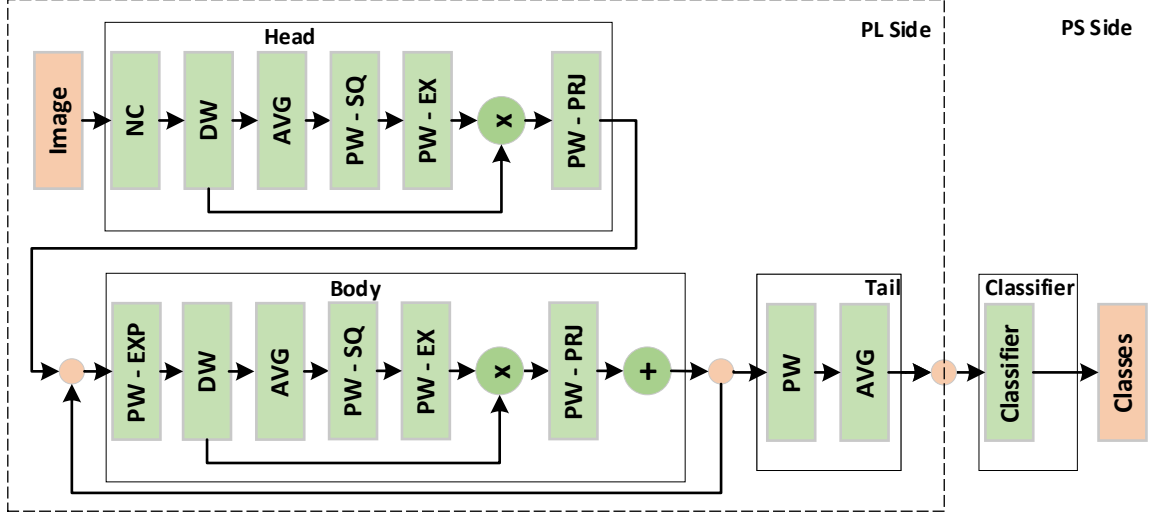 PL Side
PS Side
Head
Image
NC
DW
AVG
PW - SQ
PW - EX
x
PW - PRJ
Body
PW - EXP
DW
AVG
PW - SQ
PW - EX
x
PW - PRJ
+
Tail
PW
AVG
Classifier
Classifier
Classes